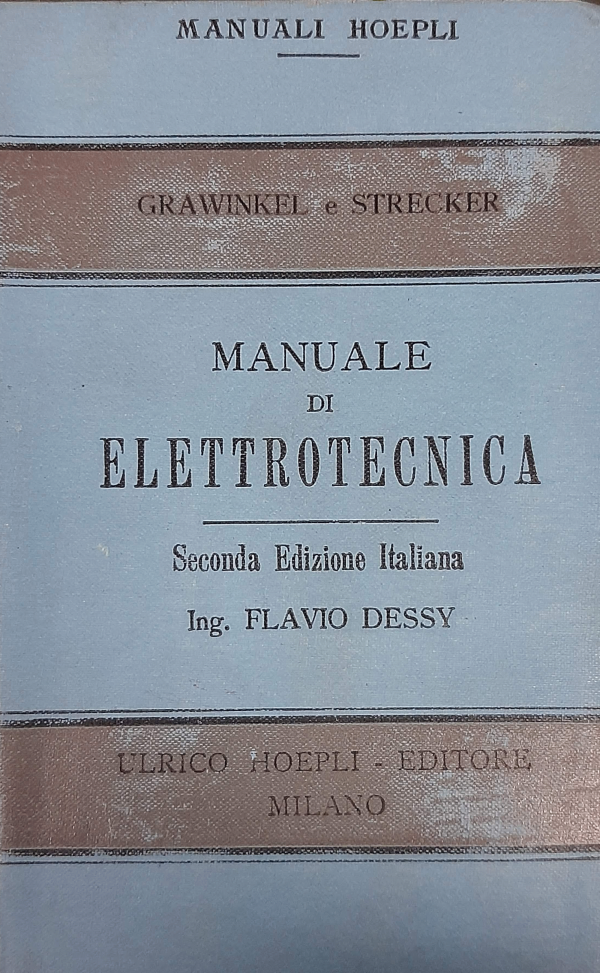 MANUALI HOEPLI
GRAWINKEL e STRECKER
MANUALE
DI
ELETTROTECNICA
Seconda Edizione Italiana
Ing. FLAVIO DESSY
ULRICO HOEPLI - EDITORE
MILANO